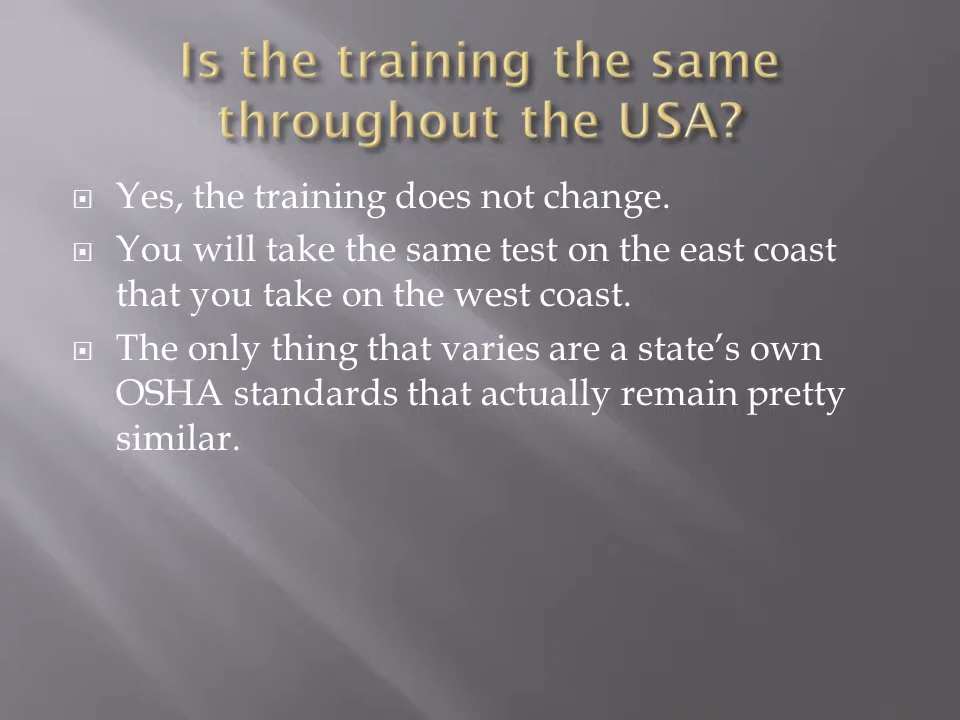 Is the training the same
throughout the USA?
Yes, the training does not change.
You will take the same test on the east coast
that you take on the west coast.
The only thing that varies are a state’s own
OSHA standards that actually remain pretty
similar.